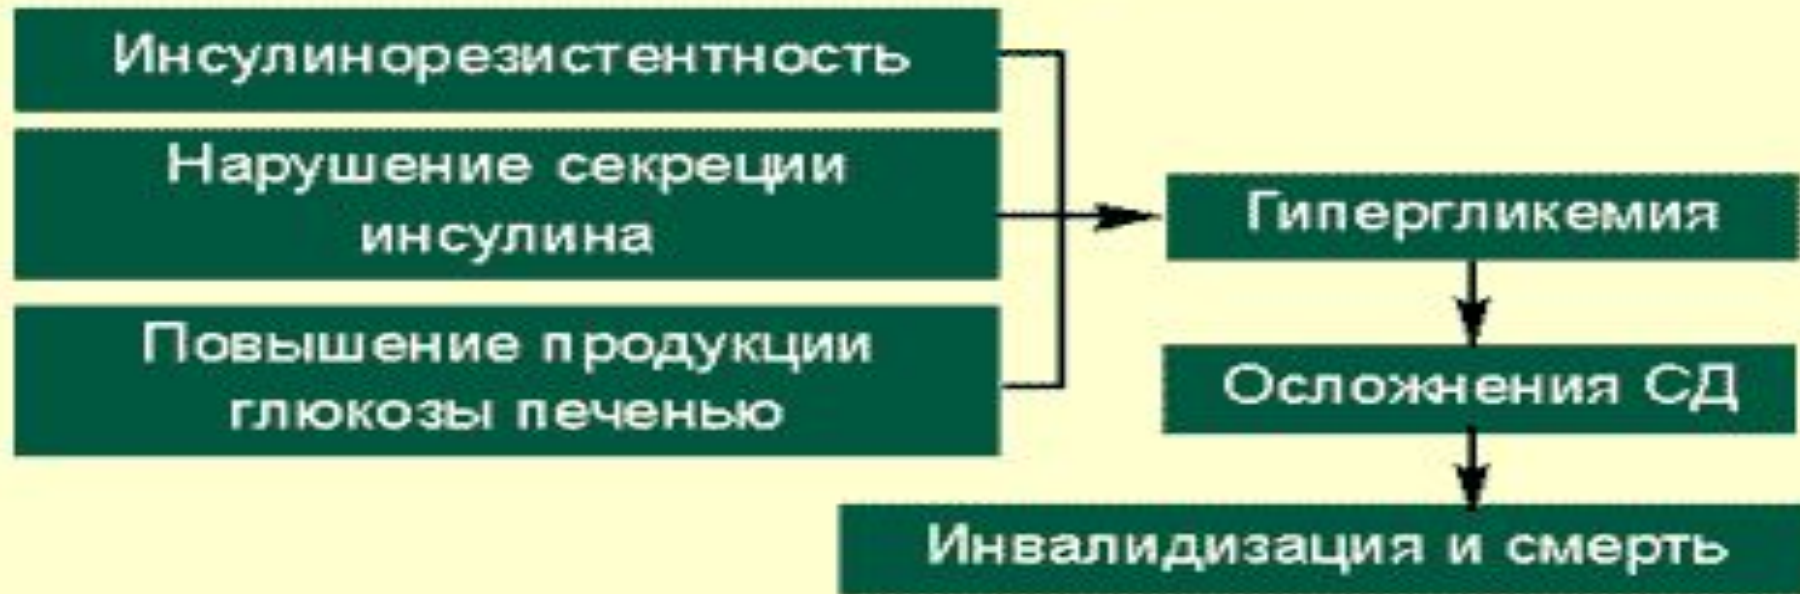 Инсулинорезистентность
Нарушение секреции
инсулина
Повышение продукции
глюкозы печенью
Гипергликемия
Осложнения СД
Инвалидизация и смерть